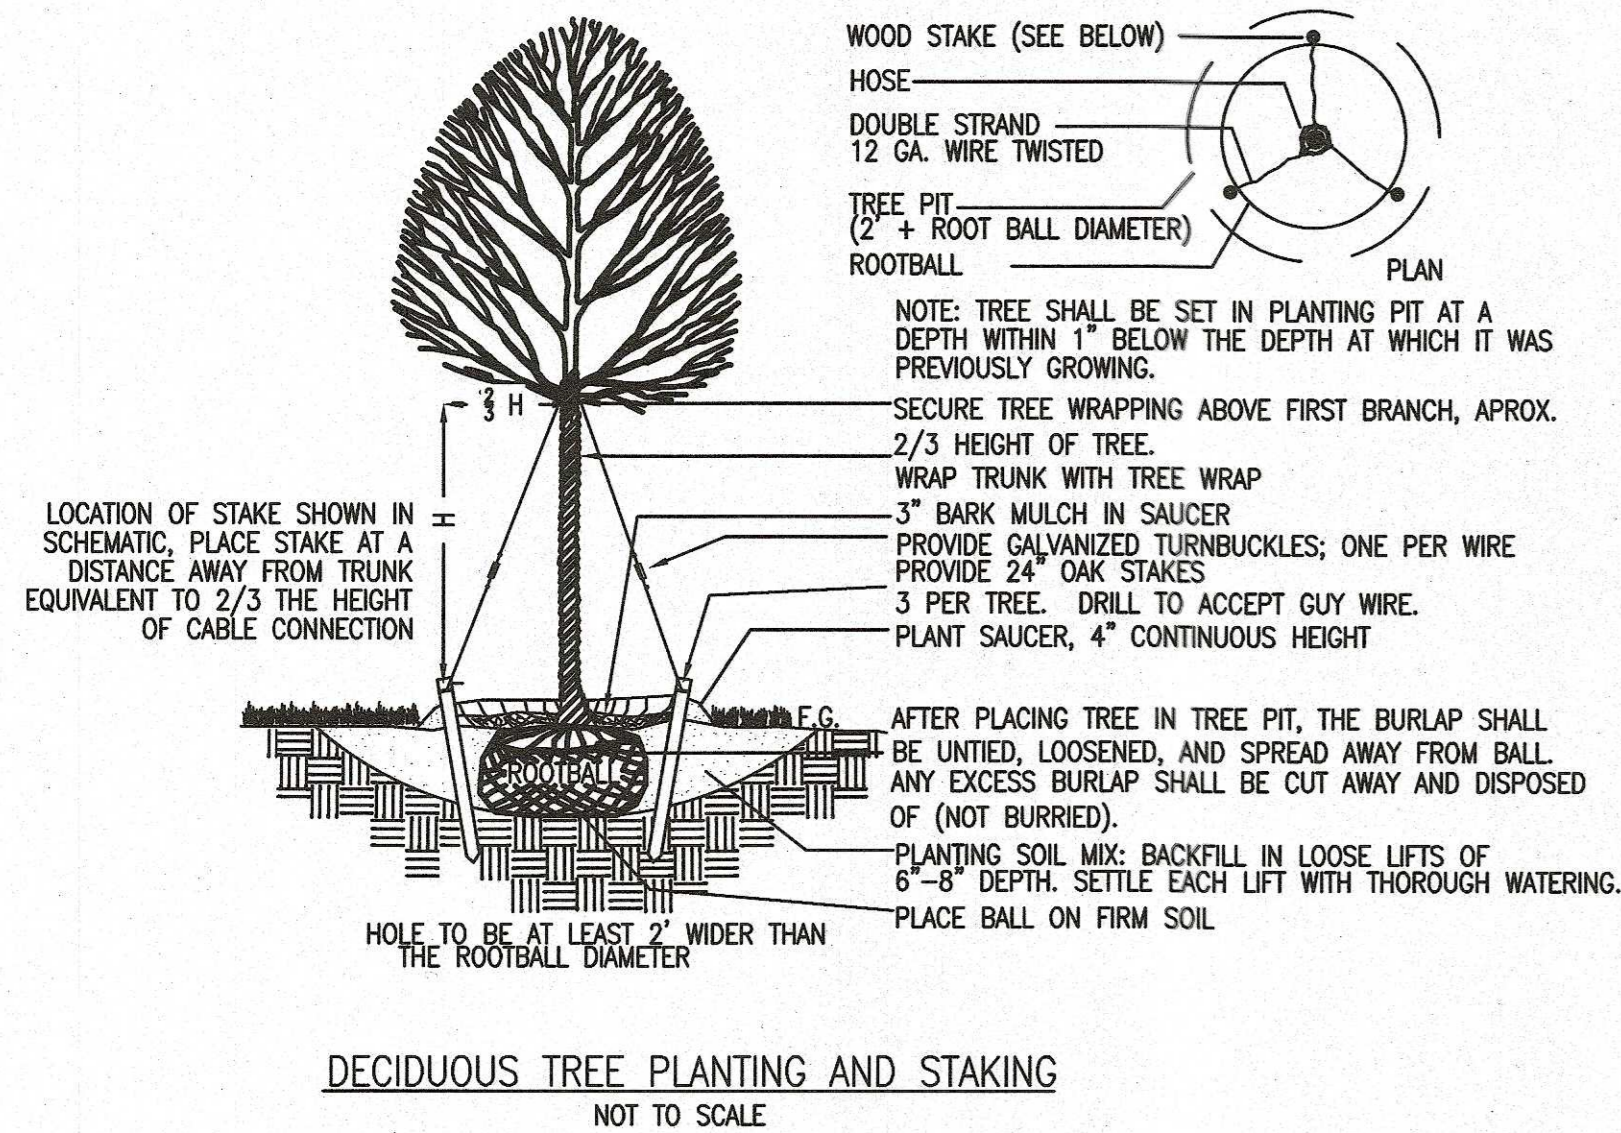 WOOD STAKE (SEE BELOW)
HOSE
DOUBLE STRAND
12 GA. WIRE TWISTED
TREE PIT
(2' + ROOT BALL DIAMETER)
ROOTBALL
PLAN
NOTE: TREE SHALL BE SET IN PLANTING PIT AT A
DEPTH WITHIN 1" BELOW THE DEPTH AT WHICH IT WAS
PREVIOUSLY GROWING.
2/3 H
SECURE TREE WRAPPING ABOVE FIRST BRANCH, APROX.
2/3 HEIGHT OF TREE.
WRAP TRUNK WITH TREE WRAP
LOCATION OF STAKE SHOWN IN
SCHEMATIC, PLACE STAKE AT A
DISTANCE AWAY FROM TRUNK
EQUIVALENT TO 2/3 THE HEIGHT
OF CABLE CONNECTION
H
3" BARK MULCH IN SAUCER
PROVIDE GALVANIZED TURNBUCKLES; ONE PER WIRE
PROVIDE 24" OAK STAKES
3 PER TREE. DRILL TO ACCEPT GUY WIRE.
PLANT SAUCER, 4" CONTINUOUS HEIGHT
F.G.
AFTER PLACING TREE IN TREE PIT, THE BURLAP SHALL
BE UNTIED, LOOSENED, AND SPREAD AWAY FROM BALL.
ANY EXCESS BURLAP SHALL BE CUT AWAY AND DISPOSED
OF (NOT BURRIED).
ROOTBALL
PLANTING SOIL MIX: BACKFILL IN LOOSE LIFTS OF
6"-8" DEPTH. SETTLE EACH LIFT WITH THOROUGH WATERING.
PLACE BALL ON FIRM SOIL
HOLE TO BE AT LEAST 2' WIDER THAN
THE ROOTBALL DIAMETER
DECIDUOUS TREE PLANTING AND STAKING
NOT TO SCALE